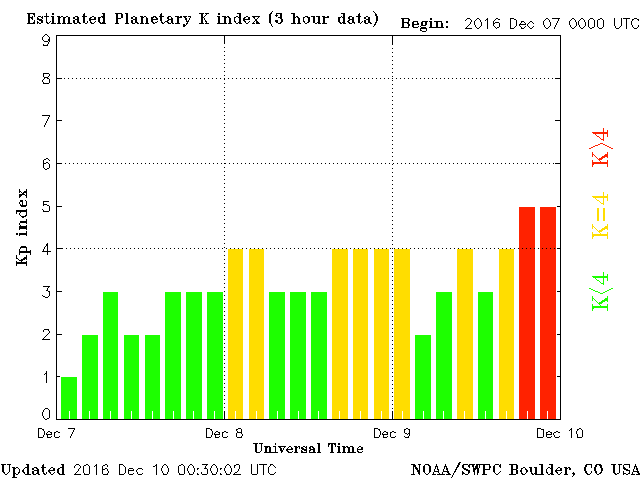 Estimated Planetary K index (3 hour data) Begin: 2016 Dec 07 0000 UTC
9
8
7
6
5
4
3
2
1
0
Kp index
K>4
K=4
K<4
Dec 7 Dec 8 Dec 9 Dec 10
Universal Time
Updated 2016 Dec 10 00:30:02 UTC NOAA/SWPC Boulder, CO USA